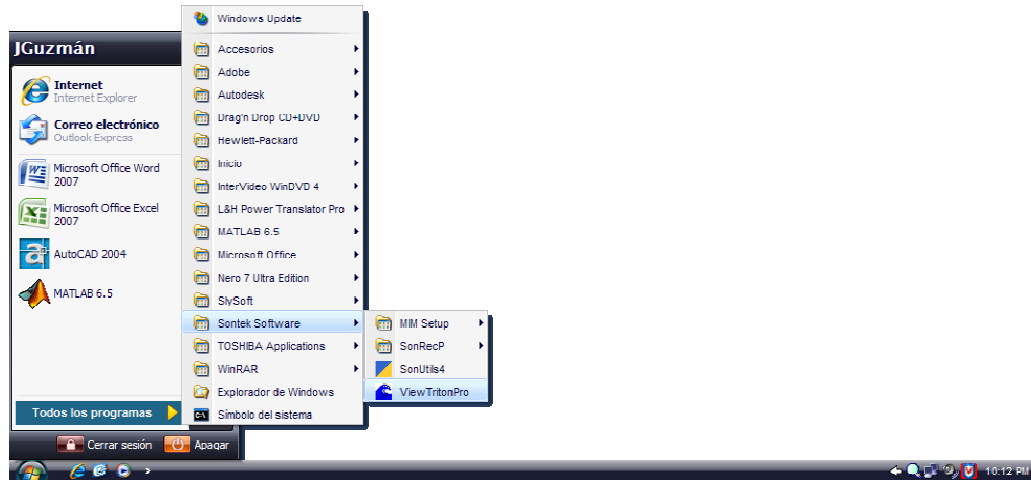 JGuzmán
Internet
Internet Explorer
Correo electrónico
Outlook Express
Microsoft Office Word
2007
Microsoft Office Excel
2007
AutoCAD 2004
MATLAB 6.5
Todos los programas
Cerrar sesión
Apagar
Windows Update
Accesorios
Adobe
Autodesk
Drag'n Drop CD+DVD
Hewlett-Packard
Inicio
InterVideo WinDVD 4
L&H Power Translator Pro
MATLAB 6.5
Microsoft Office
Nero 7 Ultra Edition
SlySoft
Sontek Software
TOSHIBA Applications
WinRAR
Explorador de Windows
Símbolo del sistema
MIM Setup
SonRecP
SonUtils4
ViewTritonPro
10:12 PM